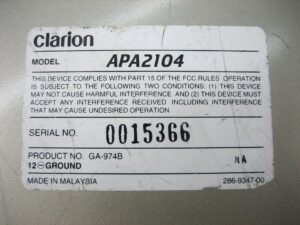 clarion
MODEL APA2104
THIS DEVICE COMPLIES WITH PART 15 OF THE FCC RULES OPERATION
IS SUBJECT TO THE FOLLOWING TWO CONDITIONS: (1) THIS DEVICE
MAY NOT CAUSE HARMFUL INTERFERENCE AND (2) THIS DEVICE MUST
ACCEPT ANY INTERFERENCE RECEIVED INCLUDING INTERFERENCE
THAT MAY CAUSE UNDESIRED OPERATION.
SERIAL NO. 0015366
PRODUCT NO. GA-974B
12⊖GROUND
MADE IN MALAYSIA 286-9347-00